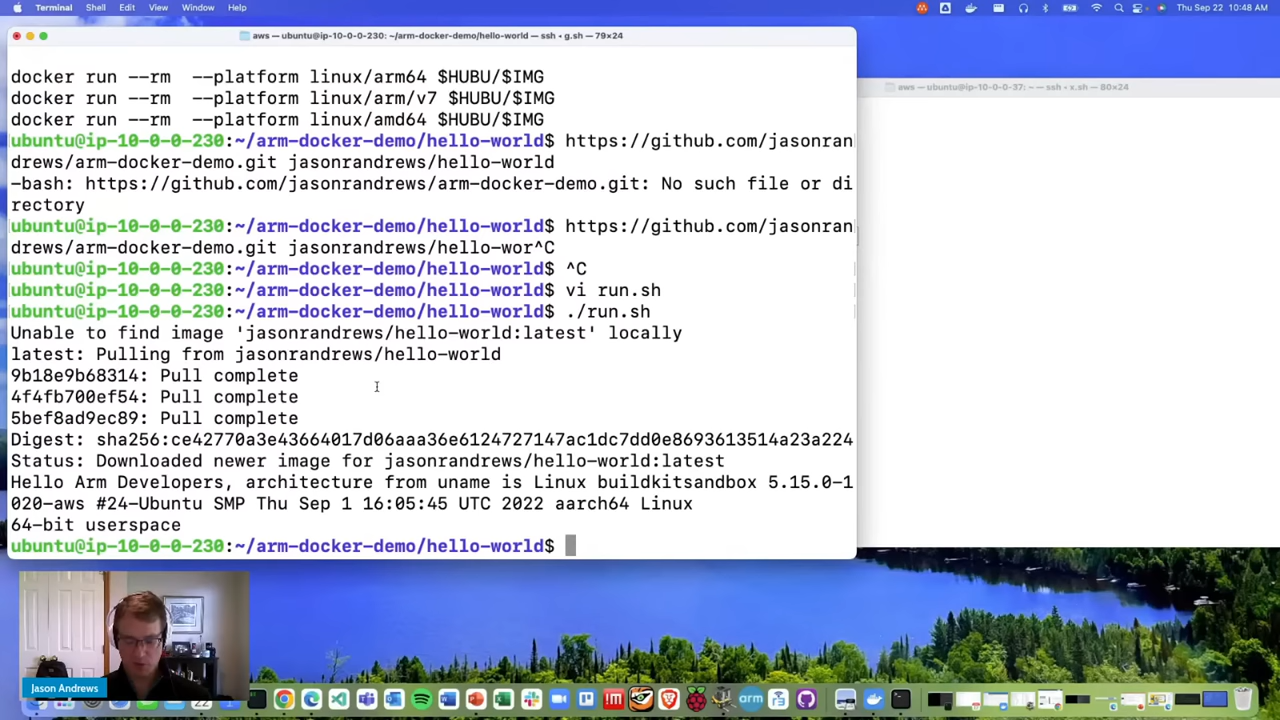 Terminal Shell Edit View Window Help
Thu Sep 22 10:48 AM
aws — ubuntu@ip-10-0-0-230: ~/arm-docker-demo/hello-world — ssh ‹ g.sh — 79×24
aws — ubuntu@ip-10-0-0-37: ~ — ssh ‹ x.sh — 80×24
docker run --rm  --platform linux/arm64 $HUBU/$IMG
docker run --rm  --platform linux/arm/v7 $HUBU/$IMG
docker run --rm  --platform linux/amd64 $HUBU/$IMG
ubuntu@ip-10-0-0-230:~/arm-docker-demo/hello-world$ https://github.com/jasonran
drews/arm-docker-demo.git jasonrandrews/hello-world
-bash: https://github.com/jasonrandrews/arm-docker-demo.git: No such file or di
rectory
ubuntu@ip-10-0-0-230:~/arm-docker-demo/hello-world$ https://github.com/jasonran
drews/arm-docker-demo.git jasonrandrews/hello-wor^C
ubuntu@ip-10-0-0-230:~/arm-docker-demo/hello-world$ ^C
ubuntu@ip-10-0-0-230:~/arm-docker-demo/hello-world$ vi run.sh
ubuntu@ip-10-0-0-230:~/arm-docker-demo/hello-world$ ./run.sh
Unable to find image 'jasonrandrews/hello-world:latest' locally
latest: Pulling from jasonrandrews/hello-world
9b18e9b68314: Pull complete
4f4fb700ef54: Pull complete
5bef8ad9ec89: Pull complete
Digest: sha256:ce42770a3e43664017d06aaa36e6124727147ac1dc7dd0e8693613514a23a224
Status: Downloaded newer image for jasonrandrews/hello-world:latest
Hello Arm Developers, architecture from uname is Linux buildkitsandbox 5.15.0-1
020-aws #24-Ubuntu SMP Thu Sep 1 16:05:45 UTC 2022 aarch64 Linux
64-bit userspace
ubuntu@ip-10-0-0-230:~/arm-docker-demo/hello-world$
Jason Andrews
arm